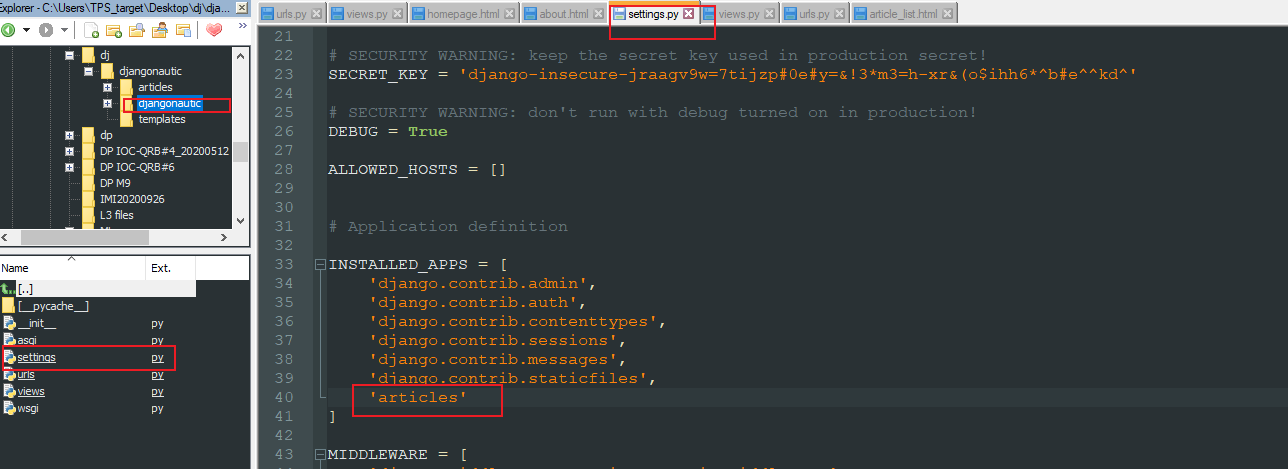 Explorer - C:\Users\TPS_target\Desktop\dj\dja...
urls.py views.py homepage.html about.html settings.py views.py urls.py article_list.html
dj
djangonautic
articles
djangonautic
templates
dp
DP IOC-QRB#4_20200512
DP IOC-QRB#6
DP M9
IMI20200926
L3 files
Name Ext.
[..]
[__pycache__]
__init__ py
asgi py
settings py
urls py
views py
wsgi py
21
22 # SECURITY WARNING: keep the secret key used in production secret!
23 SECRET_KEY = 'django-insecure-jraagv9w=7tijzp#0e#y=&!3*m3=h-xr&(o$ihh6*^b#e^^kd^'
24
25 # SECURITY WARNING: don't run with debug turned on in production!
26 DEBUG = True
27
28 ALLOWED_HOSTS = []
29
30
31 # Application definition
32
33 INSTALLED_APPS = [
34 'django.contrib.admin',
35 'django.contrib.auth',
36 'django.contrib.contenttypes',
37 'django.contrib.sessions',
38 'django.contrib.messages',
39 'django.contrib.staticfiles',
40 'articles'
41 ]
42
43 MIDDLEWARE = [